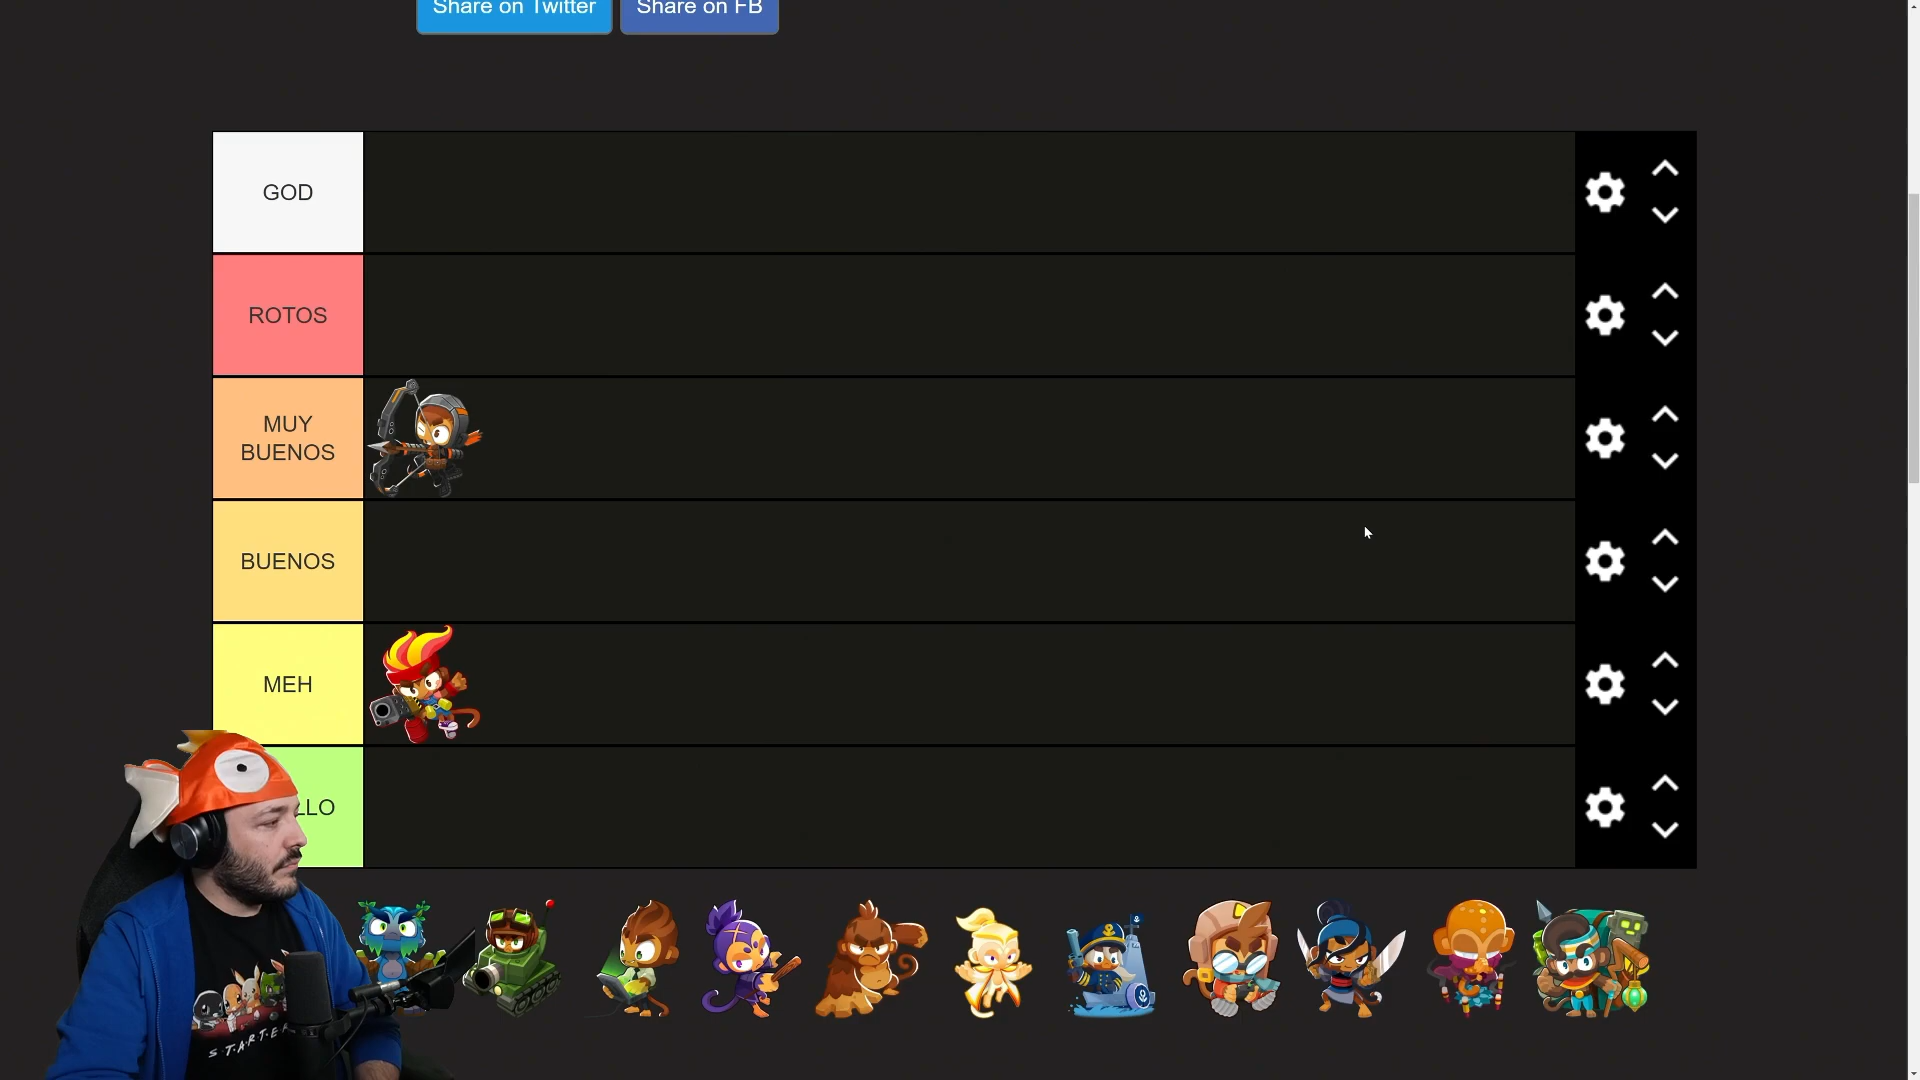 Share on Twitter
Share on FB
GOD
ROTOS
MUY
BUENOS
BUENOS
MEH
LLO
S·T·A·R·T·E·R